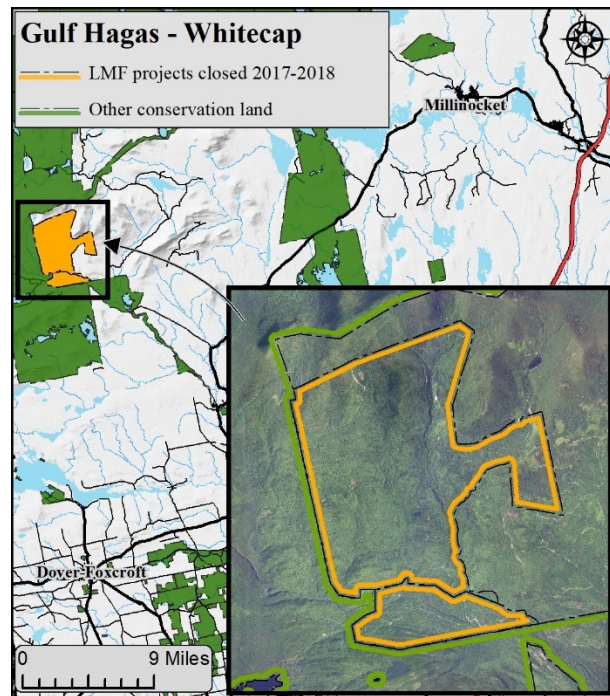 Gulf Hagas - Whitecap
LMF projects closed 2017-2018
Other conservation land
Millinocket
Dover-Foxcroft
0 9 Miles